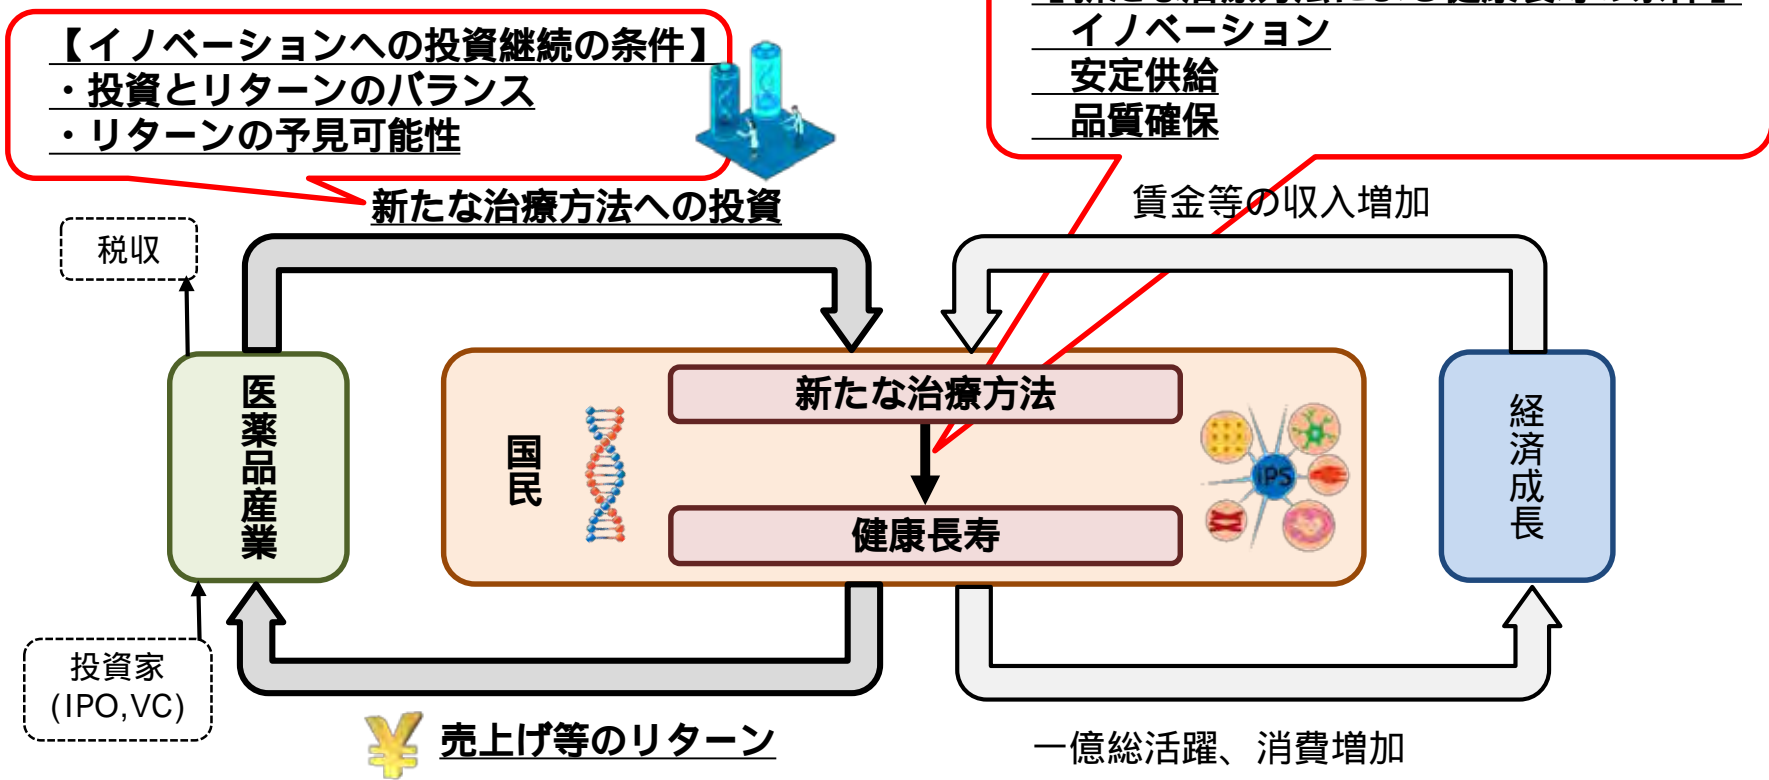 【イノベーションへの投資継続の条件】
・投資とリターンのバランス
・リターンの予見可能性
イノベーション
安定供給
品質確保
新たな治療方法への投資
賃金等の収入増加
税収
医薬品産業
国民
新たな治療方法
健康長寿
iPS
経済成長
投資家
(IPO,VC)
¥
売上げ等のリターン
一億総活躍、消費増加